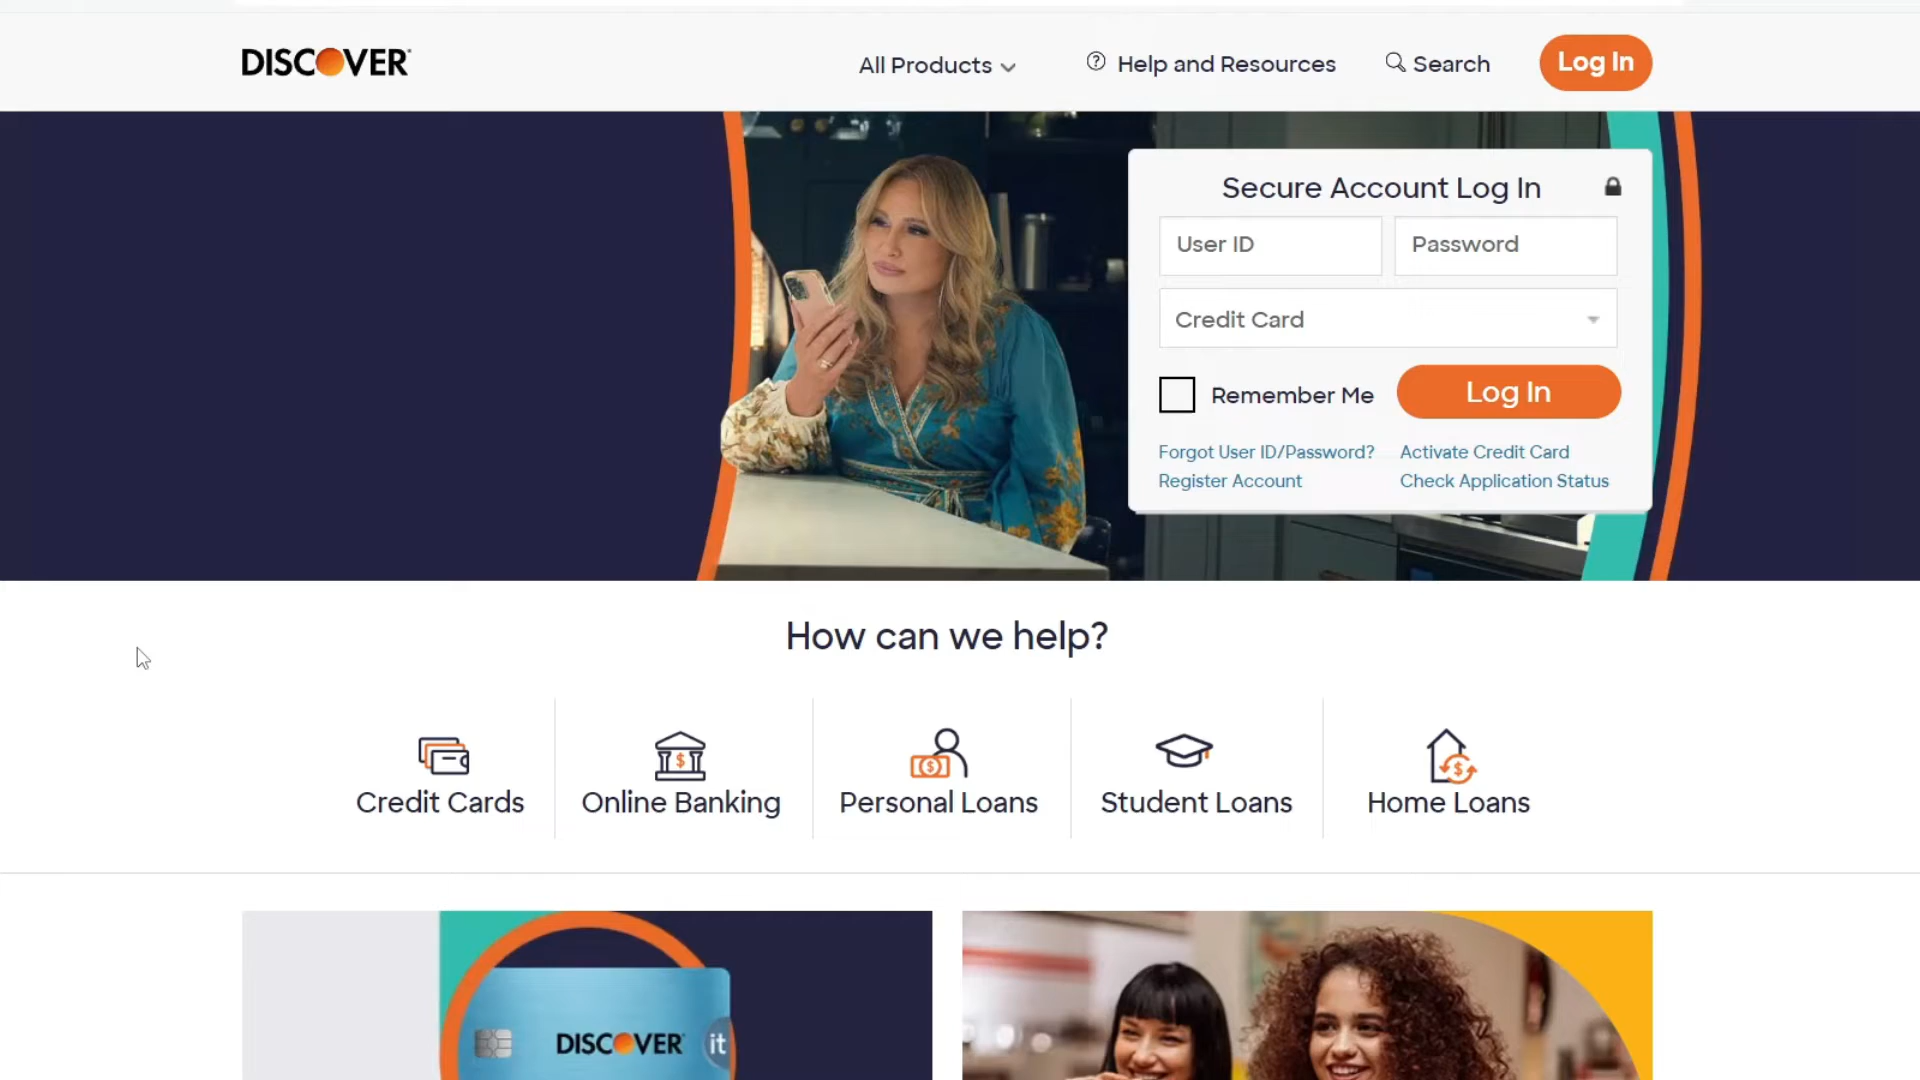 DISCOVER
All Products
Help and Resources
Search
Log In
Secure Account Log In
User ID
Password
Credit Card
Remember Me
Log In
Forgot User ID/Password?
Activate Credit Card
Register Account
Check Application Status
How can we help?
Credit Cards
Online Banking
Personal Loans
Student Loans
Home Loans
DISCOVER it